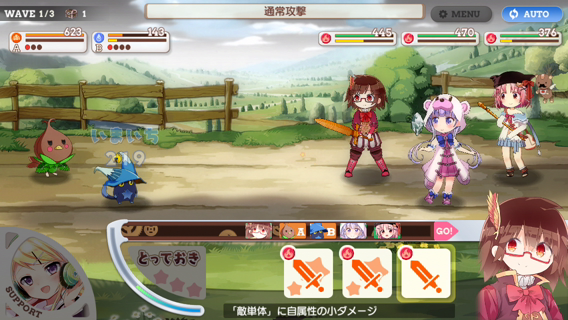 WAVE 1/3 1
通常攻撃
MENU
AUTO
623
143
A
B
445
470
376
いまいち
219
A B GO!
とっておき
SUPPORT
「敵単体」に自属性の小ダメージ